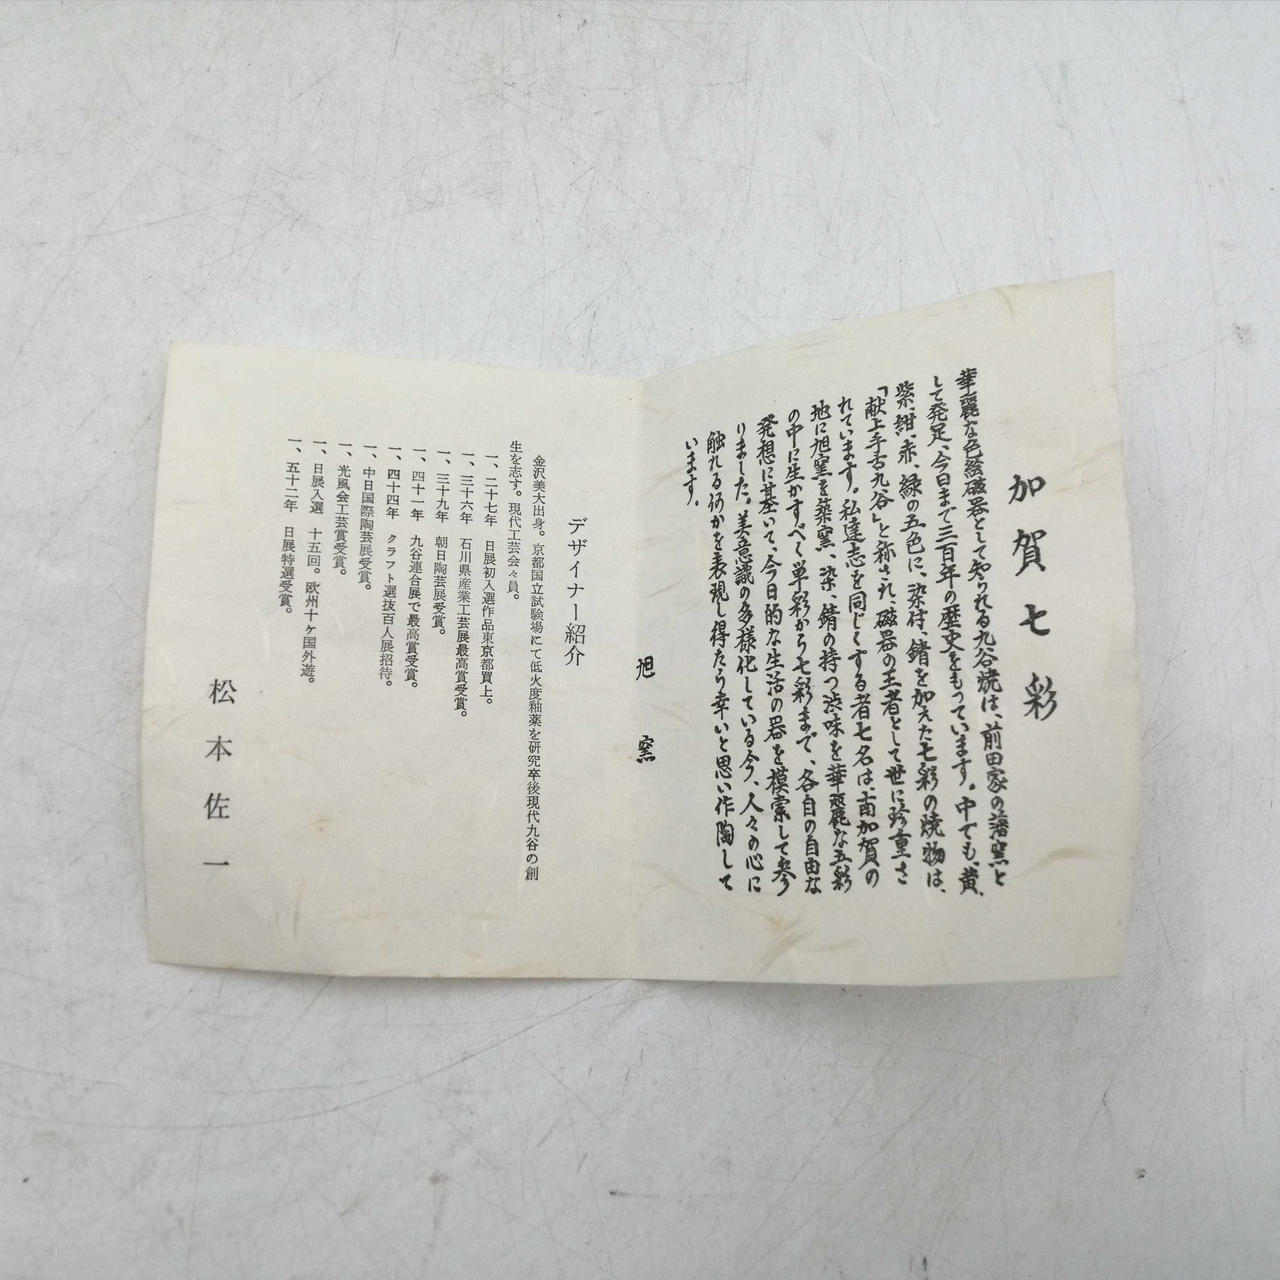 加賀七彩
華麗な色絵磁器として知られる九谷焼は、前田家の藩窯と
して発足、今日まで三百年の歴史をもっています。中でも、黄、
紫、紺、赤、緑の五色に、染付、錆を加えた七彩の焼物は、
「献上手古九谷」と称され、磁器の王者として世に珍重さ
れています。私達志を同じくする者七名は、南加賀の
地に旭窯を築窯、染、錆の持つ渋味を華麗な五彩
の中に生かすべく単彩から七彩まで、各自の自由な
発想に基いて、今日的な生活の器を模索して参
りました。美意識の多様化している今、人々の心に
触れる何かを表現し得たら幸いと思い作陶して
います。
旭窯
デザイナー紹介
金沢美大出身。京都国立試験場にて低火度釉薬を研究卒後現代九谷の創
生を志す。現代工芸会々員。
一、二十七年 日展初入選作品東京都買上。
一、三十六年 石川県産業工芸展最高賞受賞。
一、三十九年 朝日陶芸展受賞。
一、四十一年 九谷連合展で最高賞受賞。
一、四十四年 クラフト選抜百人展招待。
一、中日国際陶芸展受賞。
一、光風会工芸賞受賞。
一、日展入選 十五回。欧州十ヶ国外遊。
一、五十二年 日展特選受賞。
松本佐一